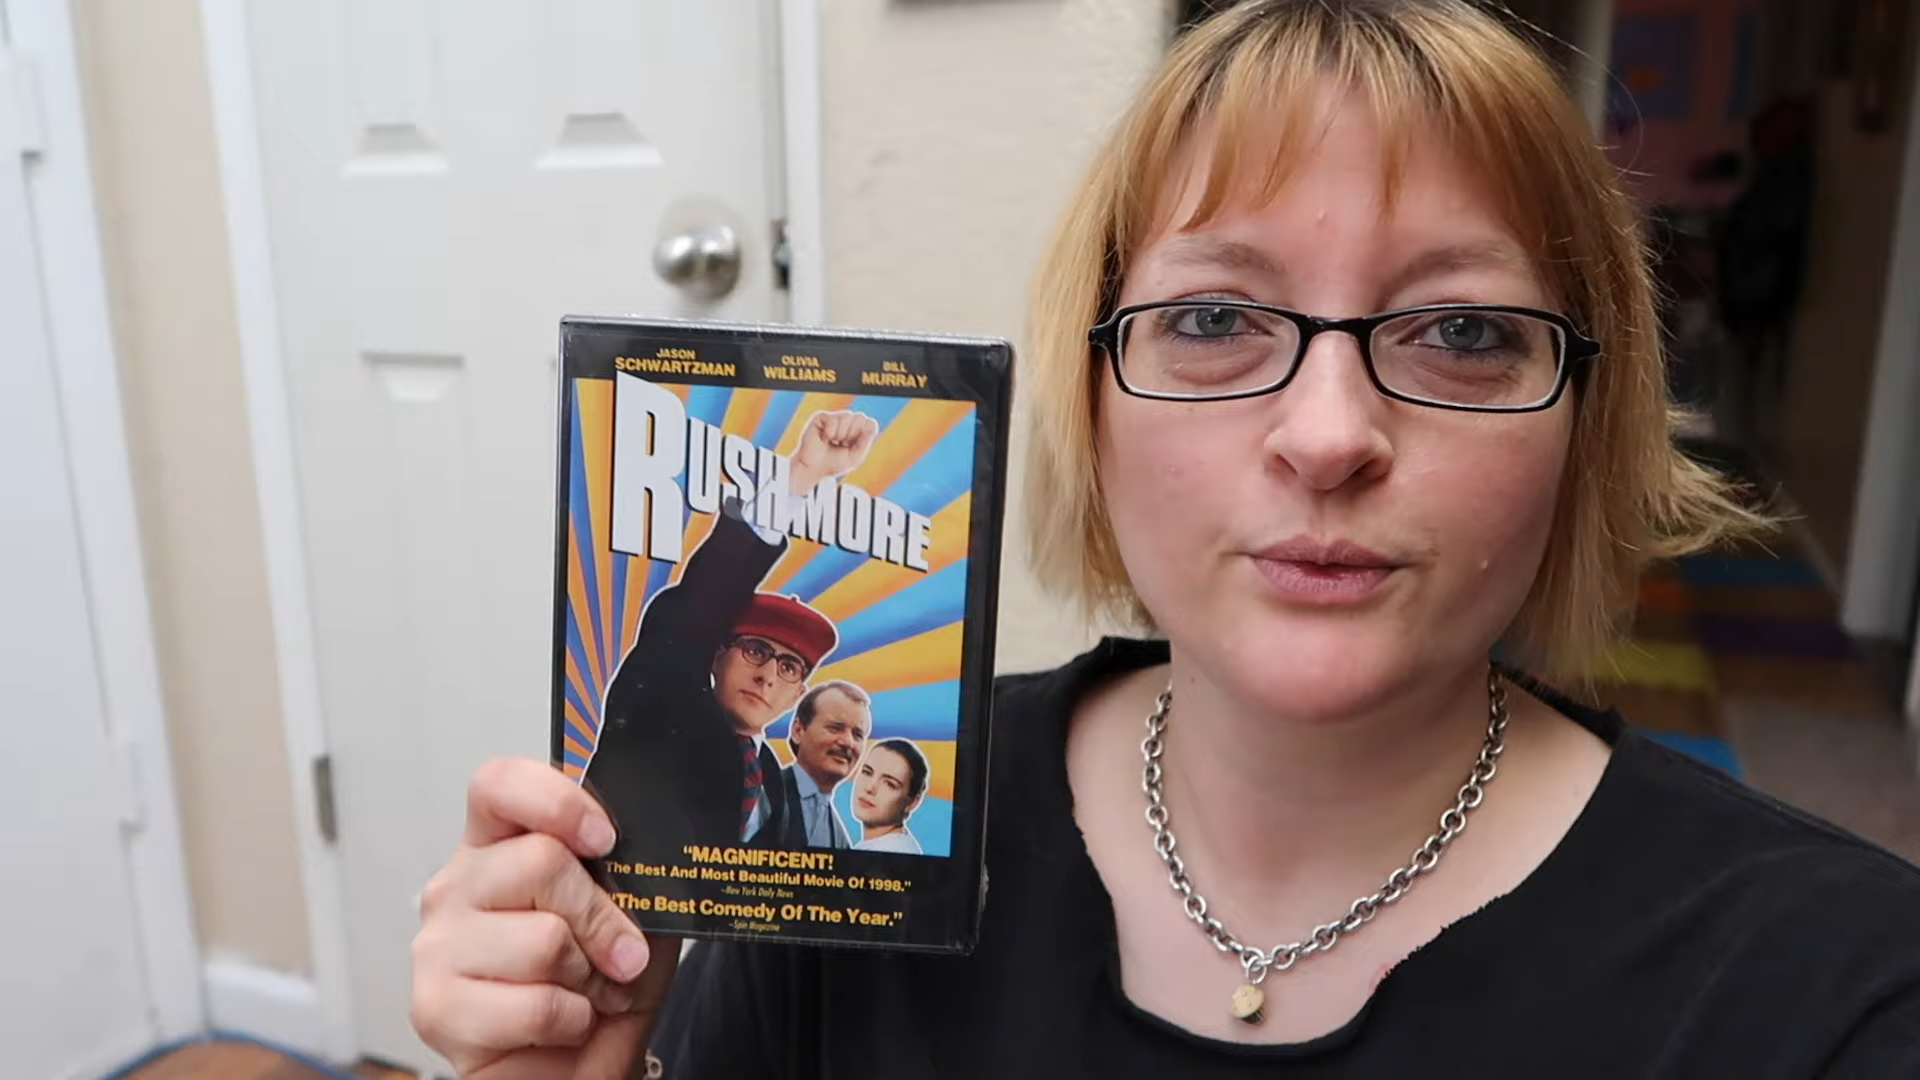 JASON
SCHWARTZMAN
OLIVIA
WILLIAMS
BILL
MURRAY
RUSHMORE
“MAGNIFICENT!
The Best And Most Beautiful Movie Of 1998.”
–New York Daily News
“The Best Comedy Of The Year.”
–Spin Magazine